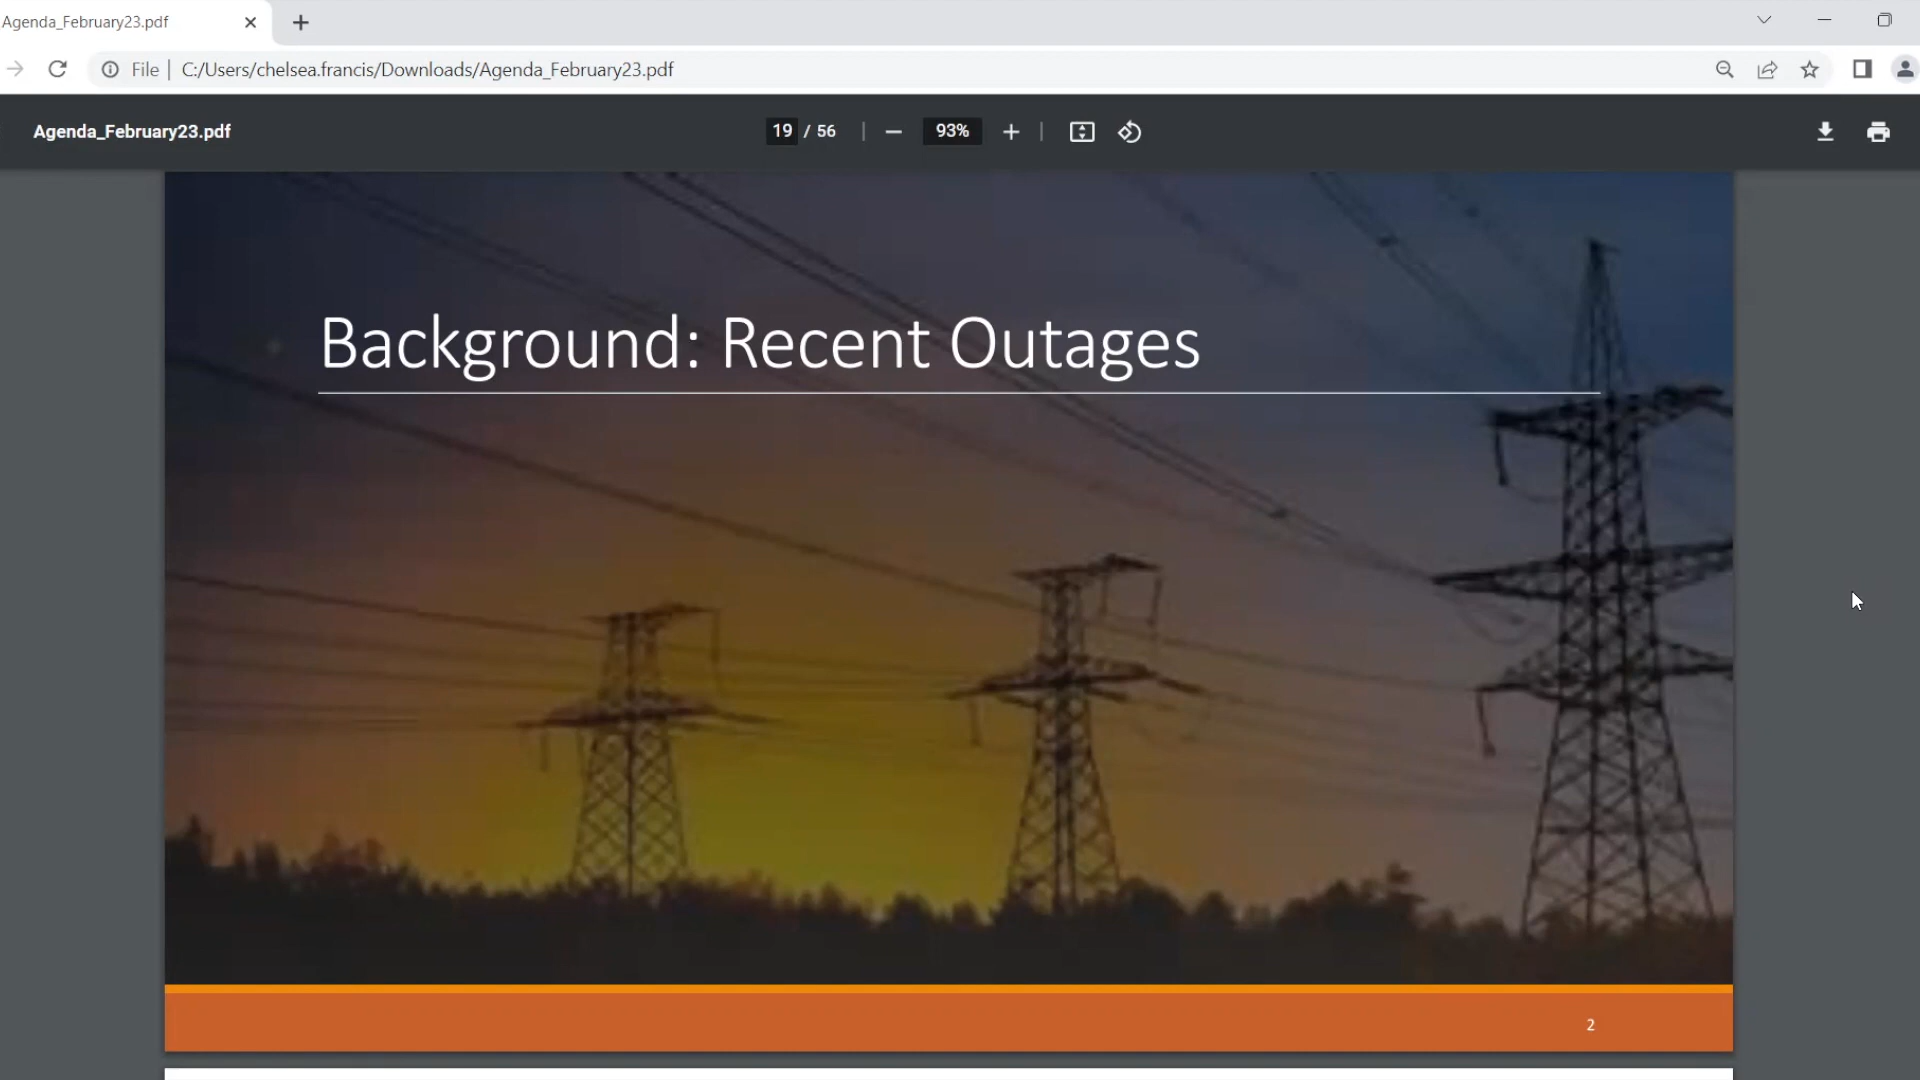 Agenda_February23.pdf
File | C:/Users/chelsea.francis/Downloads/Agenda_February23.pdf
Agenda_February23.pdf
19 / 56
93%
Background: Recent Outages
2